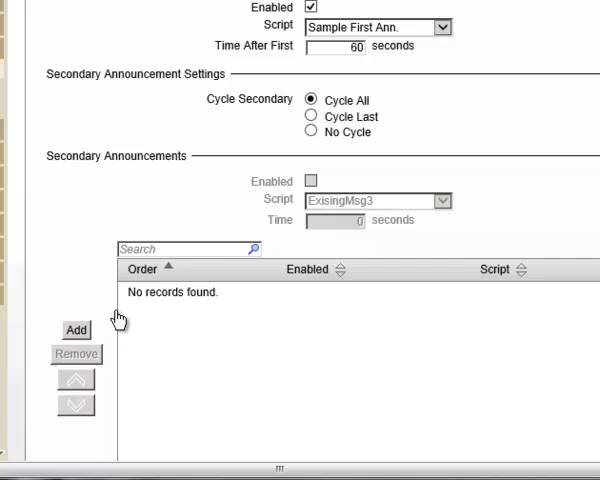 Enabled
Script Sample First Ann.
Time After First 60 seconds
Secondary Announcement Settings
Cycle Secondary Cycle All
Cycle Last
No Cycle
Secondary Announcements
Enabled
Script ExisingMsg3
Time 0 seconds
Search
Order Enabled Script
No records found.
Add
Remove